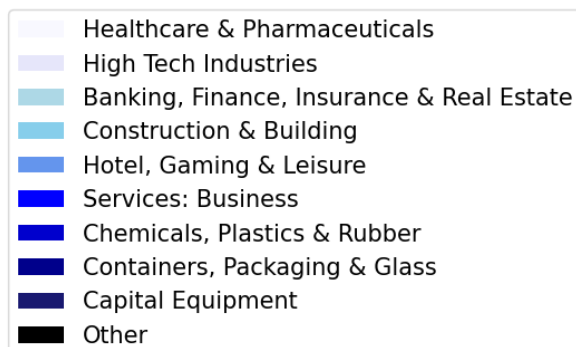 Healthcare & Pharmaceuticals
High Tech Industries
Banking, Finance, Insurance & Real Estate
Construction & Building
Hotel, Gaming & Leisure
Services: Business
Chemicals, Plastics & Rubber
Containers, Packaging & Glass
Capital Equipment
Other